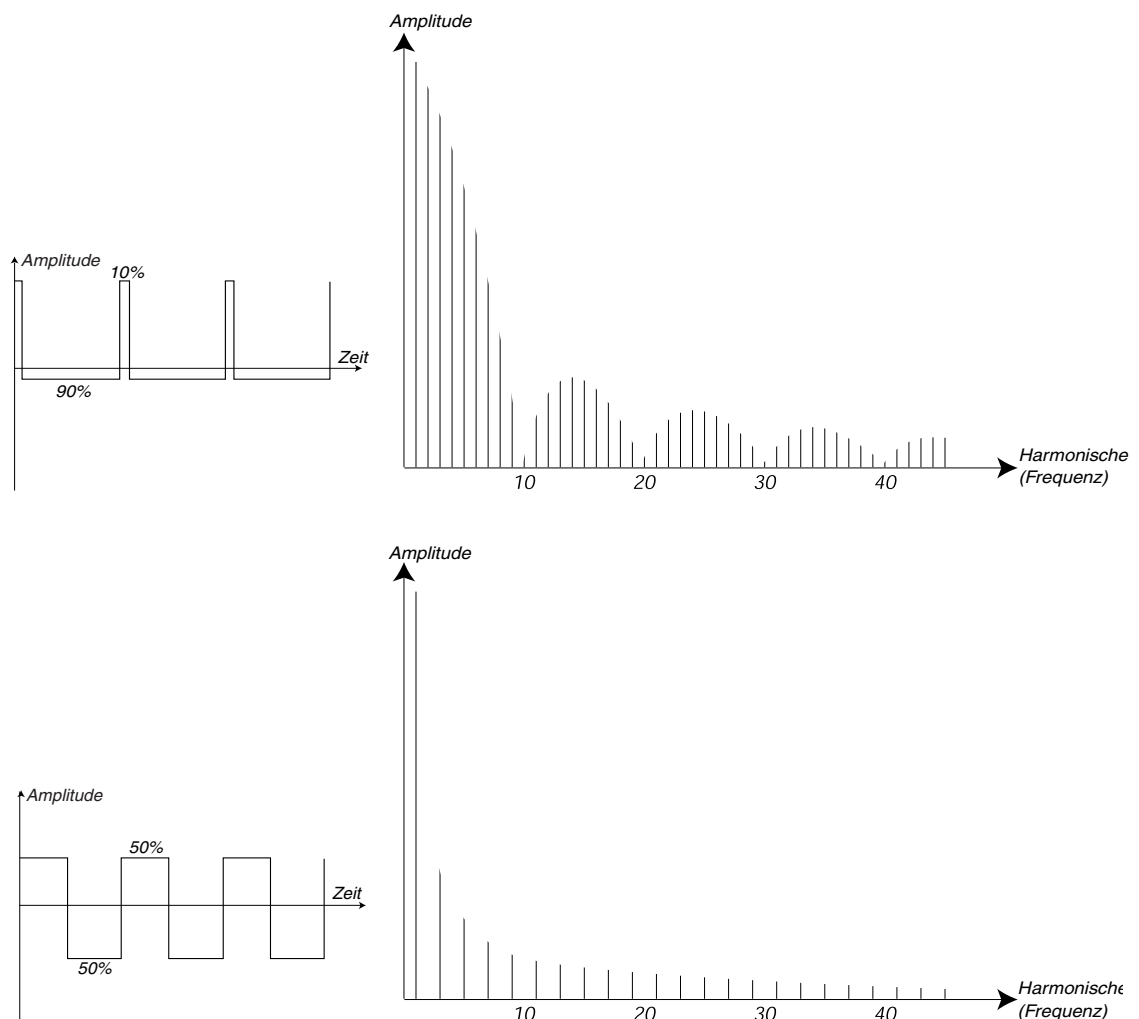 Amplitude
Amplitude
10%
Zeit
90%
Harmonische
(Frequenz)
10 20 30 40
Amplitude
Amplitude
50%
Zeit
50%
Harmonische
(Frequenz)
10 20 30 40